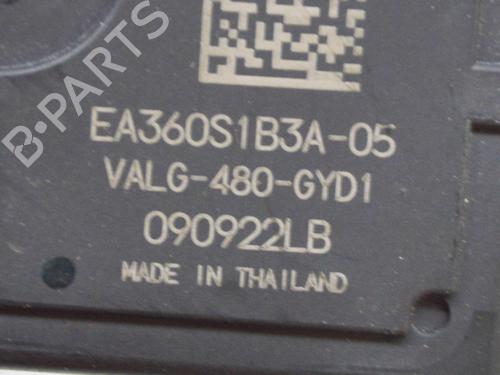 B-PARTS
EA360S1B3A-05
VALG-480-GYD1
090922LB
MADE IN THAILAND